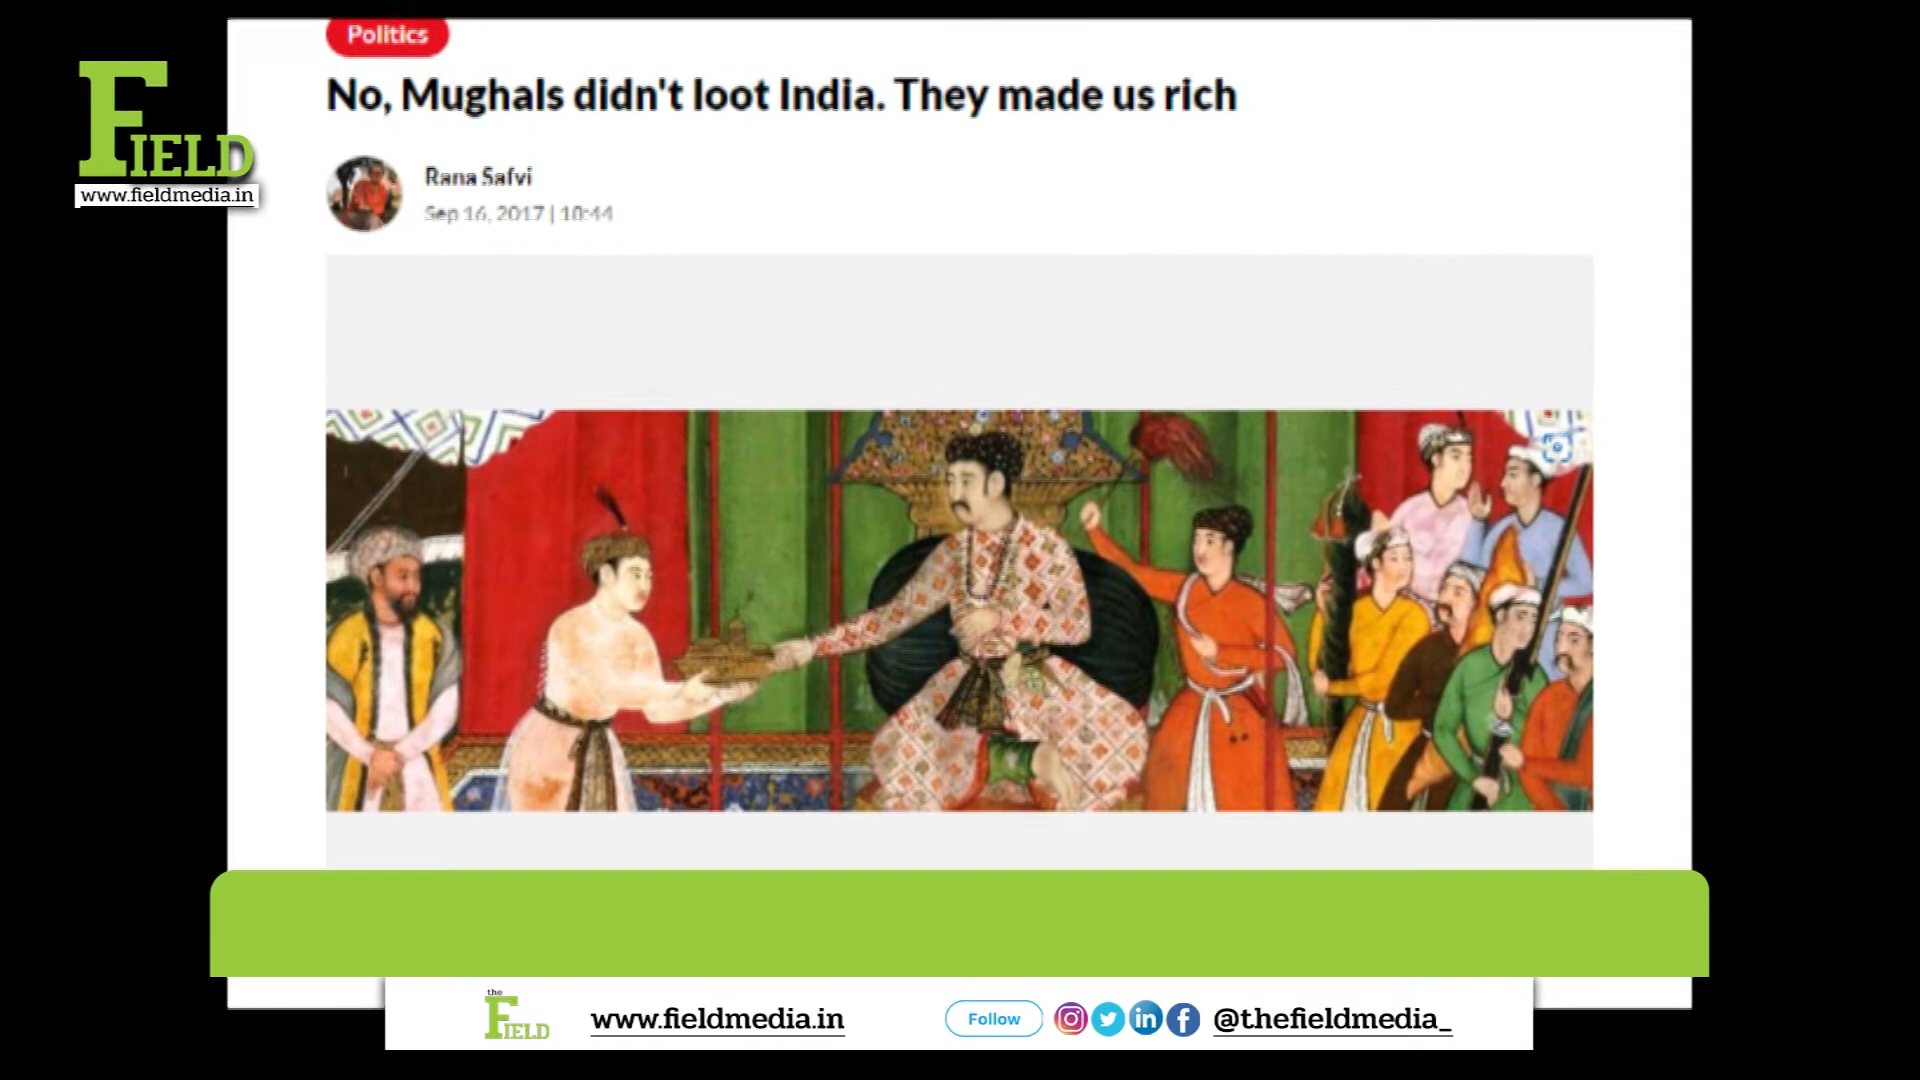 Politics
No, Mughals didn't loot India. They made us rich
FIELD
www.fieldmedia.in
Rana Safvi
Sep 16, 2017 | 10:44
the
FIELD
www.fieldmedia.in
Follow
@thefieldmedia_